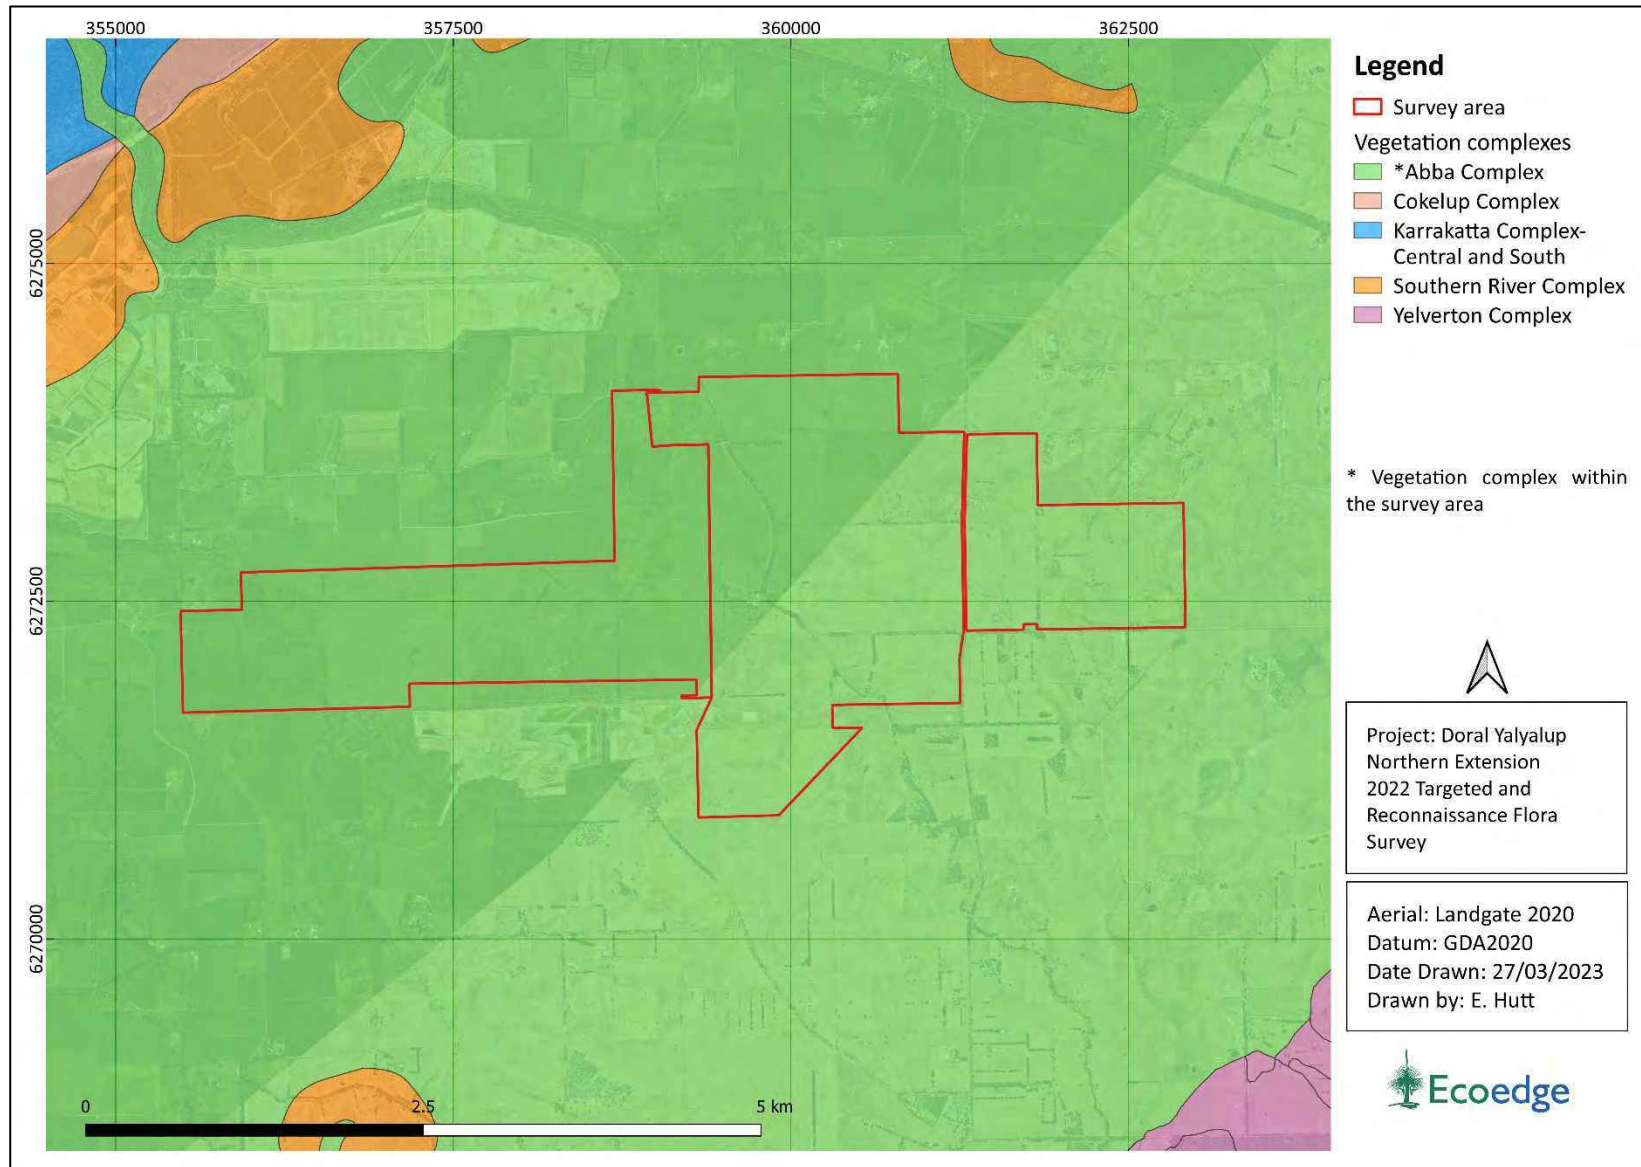 355000
357500
360000
362500
6275000
6272500
6270000
0
2.5
5 km
Legend
Survey area
Vegetation complexes
*Abba Complex
Cokelup Complex
Karrakatta Complex-
Central and South
Southern River Complex
Yelverton Complex
* Vegetation complex within
the survey area
Project: Doral Yalyalup
Northern Extension
2022 Targeted and
Reconnaissance Flora
Survey
Aerial: Landgate 2020
Datum: GDA2020
Date Drawn: 27/03/2023
Drawn by: E. Hutt
Ecoedge